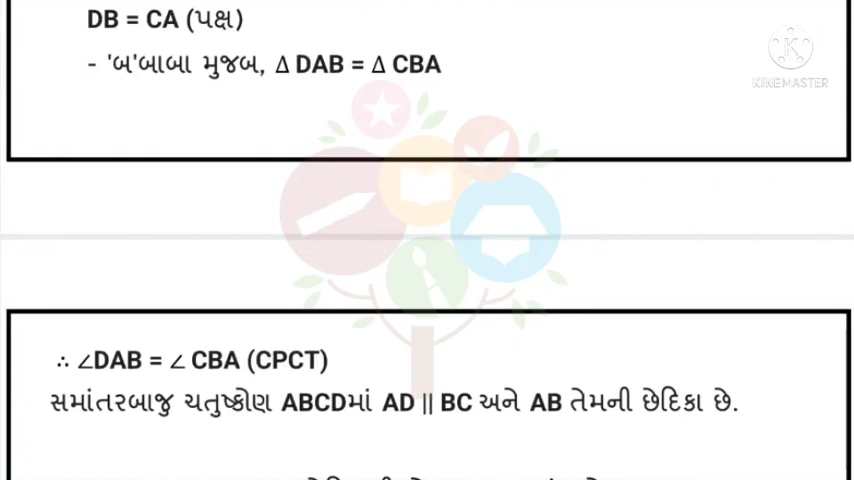 DB = CA (પક્ષ)
- 'બ'બાબા મુજબ, Δ DAB = Δ CBA
KINEMASTER
∴ ∠DAB = ∠ CBA (CPCT)
સમાંતરબાજુ ચતુષ્કોણ ABCDમાં AD || BC અને AB તેમની છેદિકા છે.